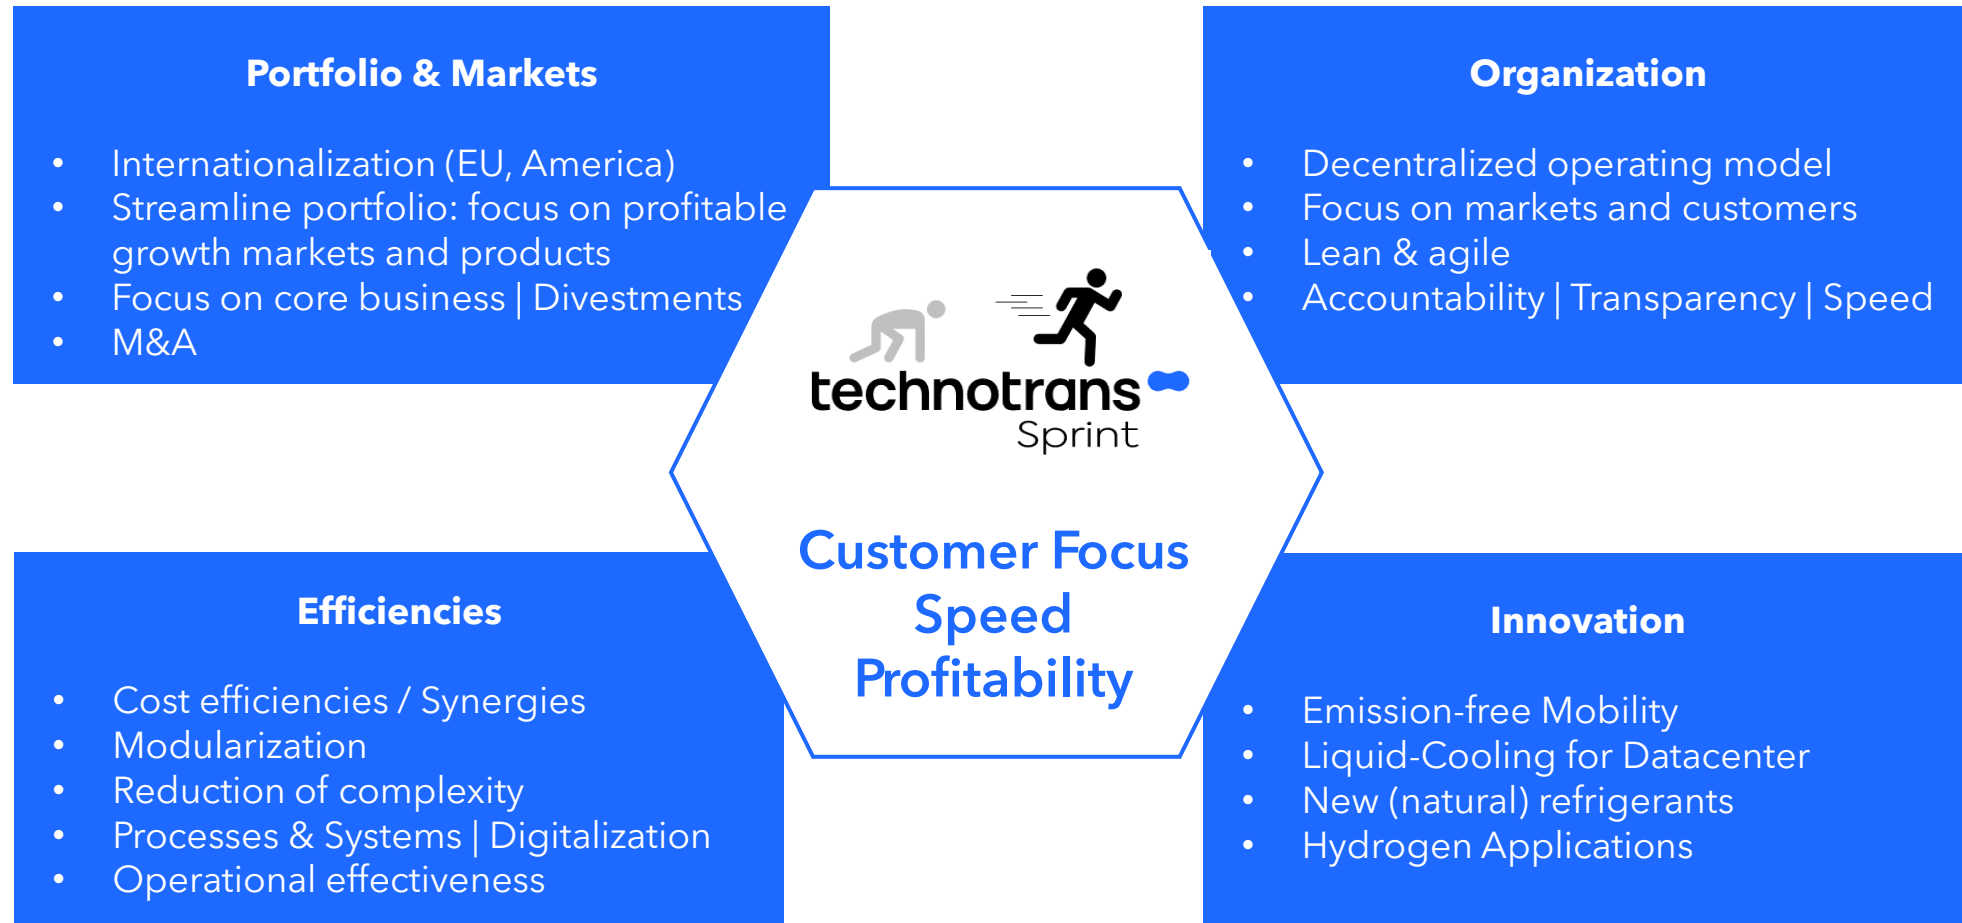 Portfolio & Markets
• Internationalization (EU, America)
• Streamline portfolio: focus on profitable
growth markets and products
• Focus on core business | Divestments
• M&A
Organization
• Decentralized operating model
• Focus on markets and customers
• Lean & agile
• Accountability | Transparency | Speed
technotrans
Sprint
Customer Focus
Speed
Profitability
Efficiencies
• Cost efficiencies / Synergies
• Modularization
• Reduction of complexity
• Processes & Systems | Digitalization
• Operational effectiveness
Innovation
• Emission-free Mobility
• Liquid-Cooling for Datacenter
• New (natural) refrigerants
• Hydrogen Applications